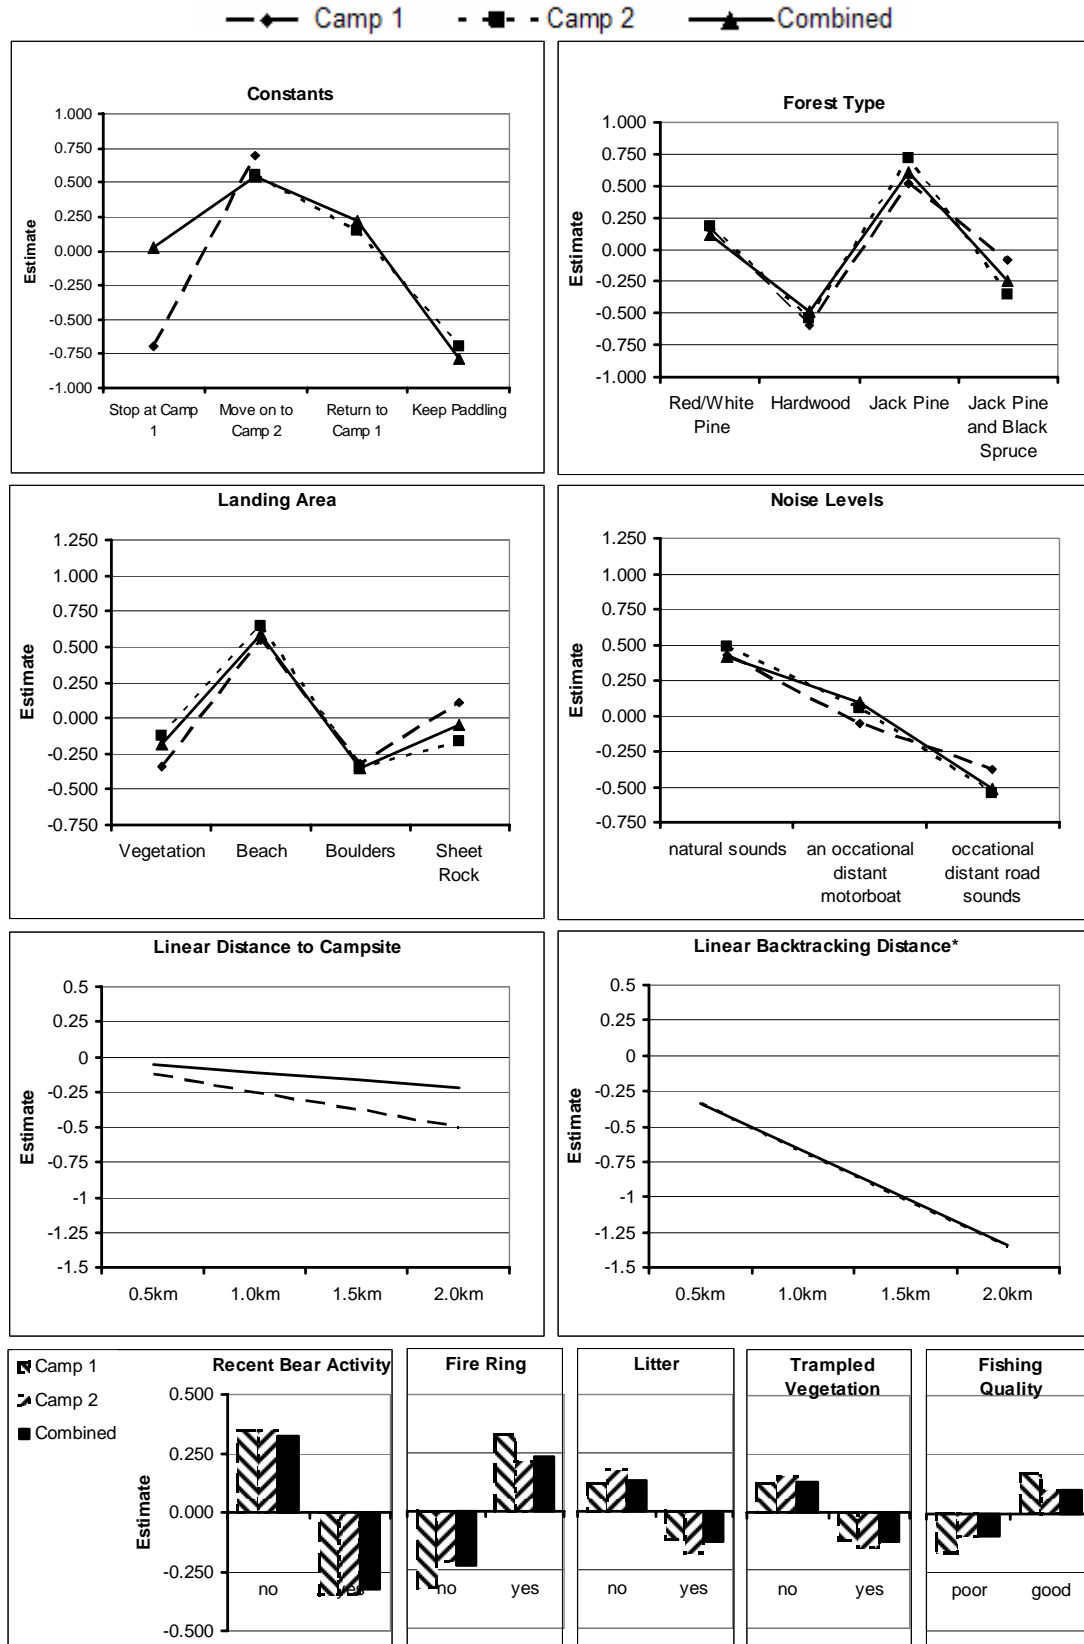 Camp 1 Camp 2 Combined
Constants
1.000
0.750
0.500
0.250
0.000
-0.250
-0.500
-0.750
-1.000
Estimate
Stop at Camp Move on to Return to Keep Paddling
1 Camp 2 Camp 1
Forest Type
1.000
0.750
0.500
0.250
0.000
-0.250
-0.500
-0.750
-1.000
Estimate
Red/White Hardwood Jack Pine Jack Pine
Pine and Black
Spruce
Landing Area
1.250
1.000
0.750
0.500
0.250
0.000
-0.250
-0.500
-0.750
Estimate
Vegetation Beach Boulders Sheet
Rock
Noise Levels
1.250
1.000
0.750
0.500
0.250
0.000
-0.250
-0.500
-0.750
Estimate
natural sounds an occational occational
distant distant road
motorboat sounds
Linear Distance to Campsite
0.5
0.25
0
-0.25
-0.5
-0.75
-1
-1.25
-1.5
Estimate
0.5km 1.0km 1.5km 2.0km
Linear Backtracking Distance*
0.5
0.25
0
-0.25
-0.5
-0.75
-1
-1.25
-1.5
Estimate
0.5km 1.0km 1.5km 2.0km
Camp 1
Camp 2
Combined
Recent Bear Activity
0.500
0.250
0.000
-0.250
-0.500
Estimate
no yes
Fire Ring
no yes
Litter
no yes
Trampled
Vegetation
no yes
Fishing
Quality
poor good